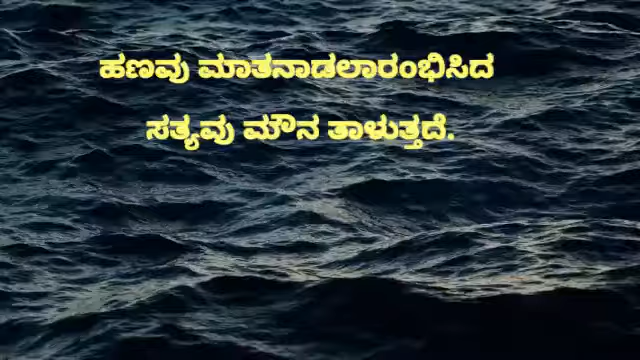 ಹಣವು ಮಾತನಾಡಲಾರಂಭಿಸಿದ
ಸತ್ಯವು ಮೌನ ತಾಳುತ್ತದೆ.